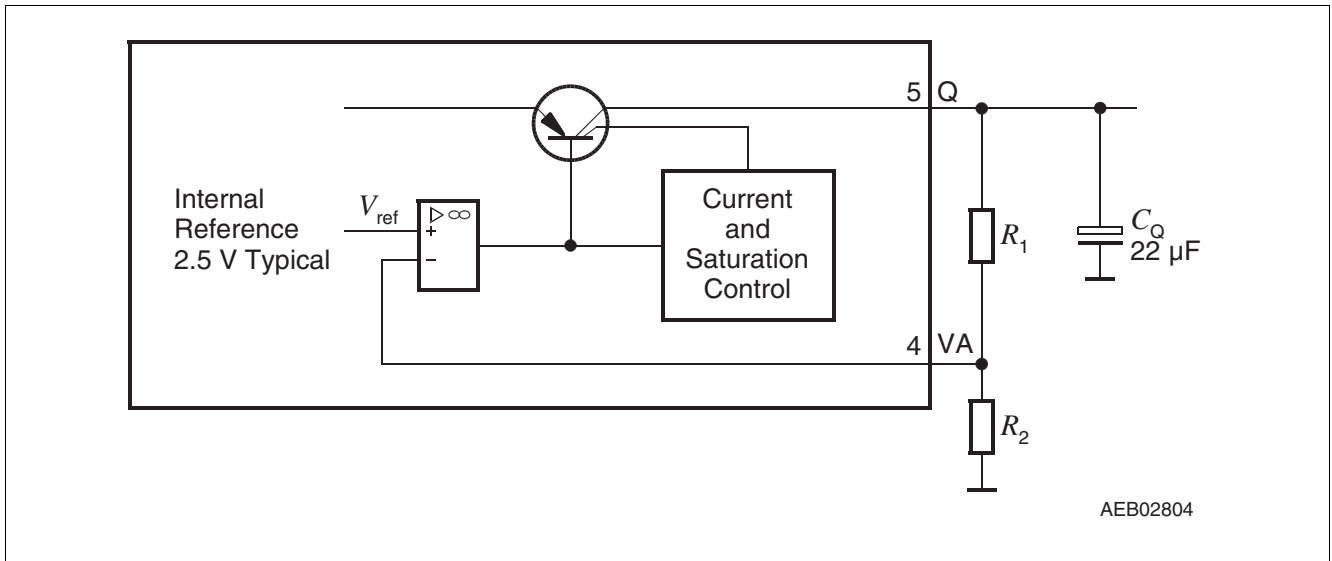 5 Q
Internal
Reference
2.5 V Typical
Vref
▷ ∞
+
−
Current
and
Saturation
Control
R1
CQ
22 µF
4 VA
R2
AEB02804